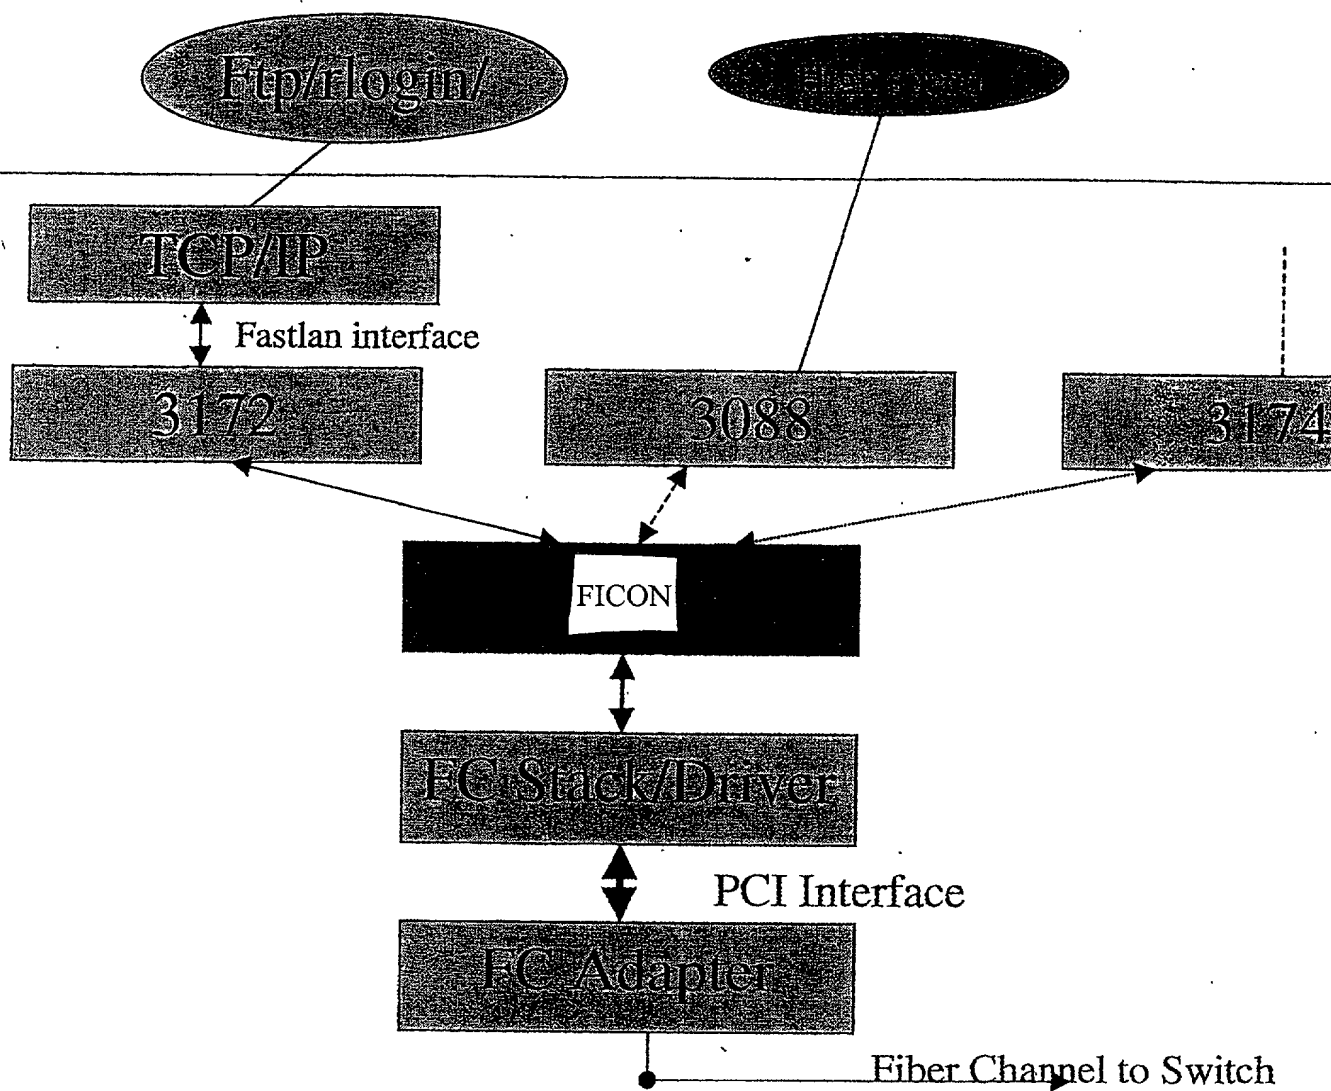 Ftp/rlogin/
TCP/IP
Fastlan interface
3172
3088
3174
FICON
FC Stack/Driver
PCI Interface
FC Adapter
Fiber Channel to Switch